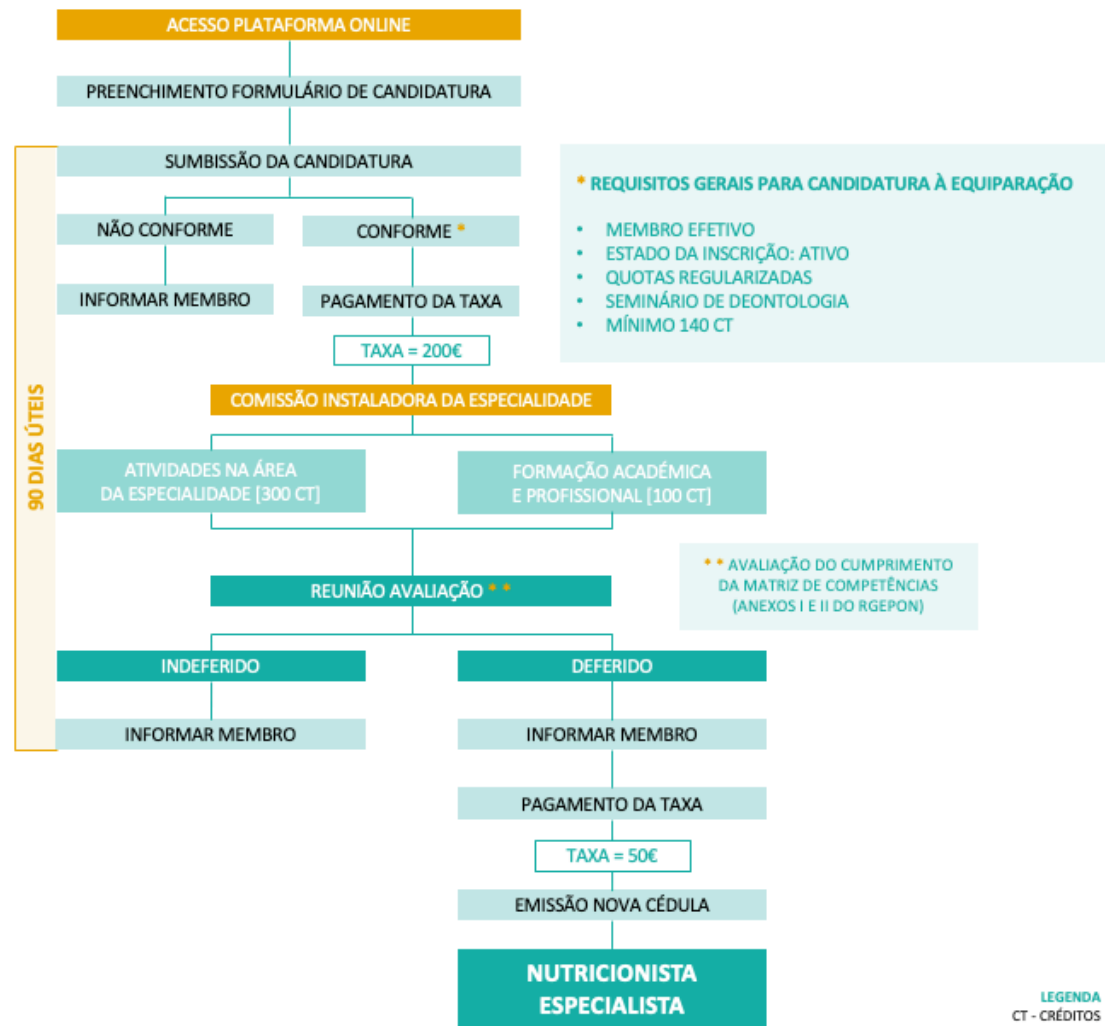 ACESSO PLATAFORMA ONLINE
PREENCHIMENTO FORMULÁRIO DE CANDIDATURA
90 DIAS ÚTEIS
SUMBISSÃO DA CANDIDATURA
NÃO CONFORME
CONFORME *
INFORMAR MEMBRO
PAGAMENTO DA TAXA
TAXA = 200€
* REQUISITOS GERAIS PARA CANDIDATURA À EQUIPARAÇÃO
• MEMBRO EFETIVO
• ESTADO DA INSCRIÇÃO: ATIVO
• QUOTAS REGULARIZADAS
• SEMINÁRIO DE DEONTOLOGIA
• MÍNIMO 140 CT
COMISSÃO INSTALADORA DA ESPECIALIDADE
ATIVIDADES NA ÁREA
DA ESPECIALIDADE [300 CT]
FORMAÇÃO ACADÉMICA
E PROFISSIONAL [100 CT]
REUNIÃO AVALIAÇÃO * *
* * AVALIAÇÃO DO CUMPRIMENTO
DA MATRIZ DE COMPETÊNCIAS
(ANEXOS I E II DO RGEPON)
INDEFERIDO
DEFERIDO
INFORMAR MEMBRO
INFORMAR MEMBRO
PAGAMENTO DA TAXA
TAXA = 50€
EMISSÃO NOVA CÉDULA
NUTRICIONISTA
ESPECIALISTA
LEGENDA
CT - CRÉDITOS